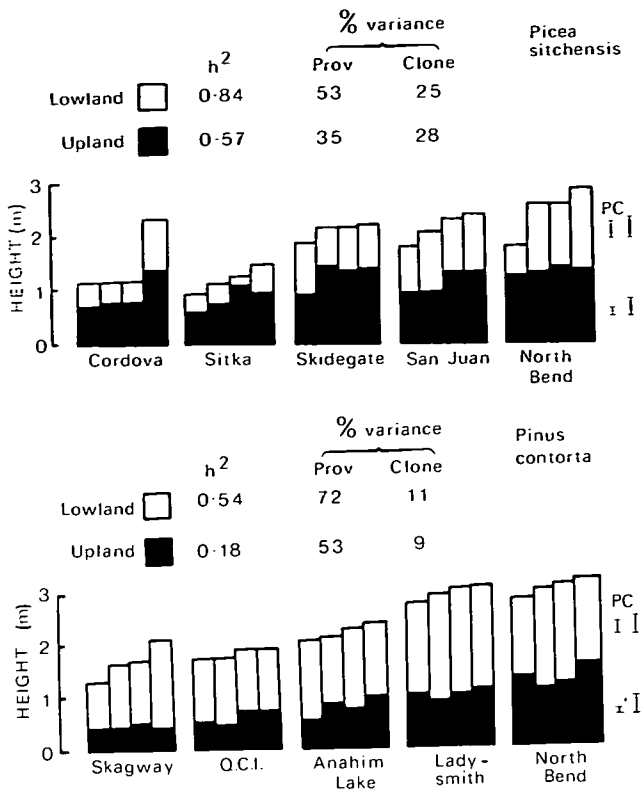 % variance
Picea
sitchensis
h²
Prov
Clone
Lowland 0·84 53 25
Upland 0·57 35 28
HEIGHT (m)
3
2
1
0
PC
Cordova
Sitka
Skidegate
San Juan
North
Bend
% variance
Pinus
contorta
h²
Prov
Clone
Lowland 0·54 72 11
Upland 0·18 53 9
HEIGHT (m)
3
2
1
0
PC
Skagway
Q.C.I.
Anahim
Lake
Lady-
smith
North
Bend